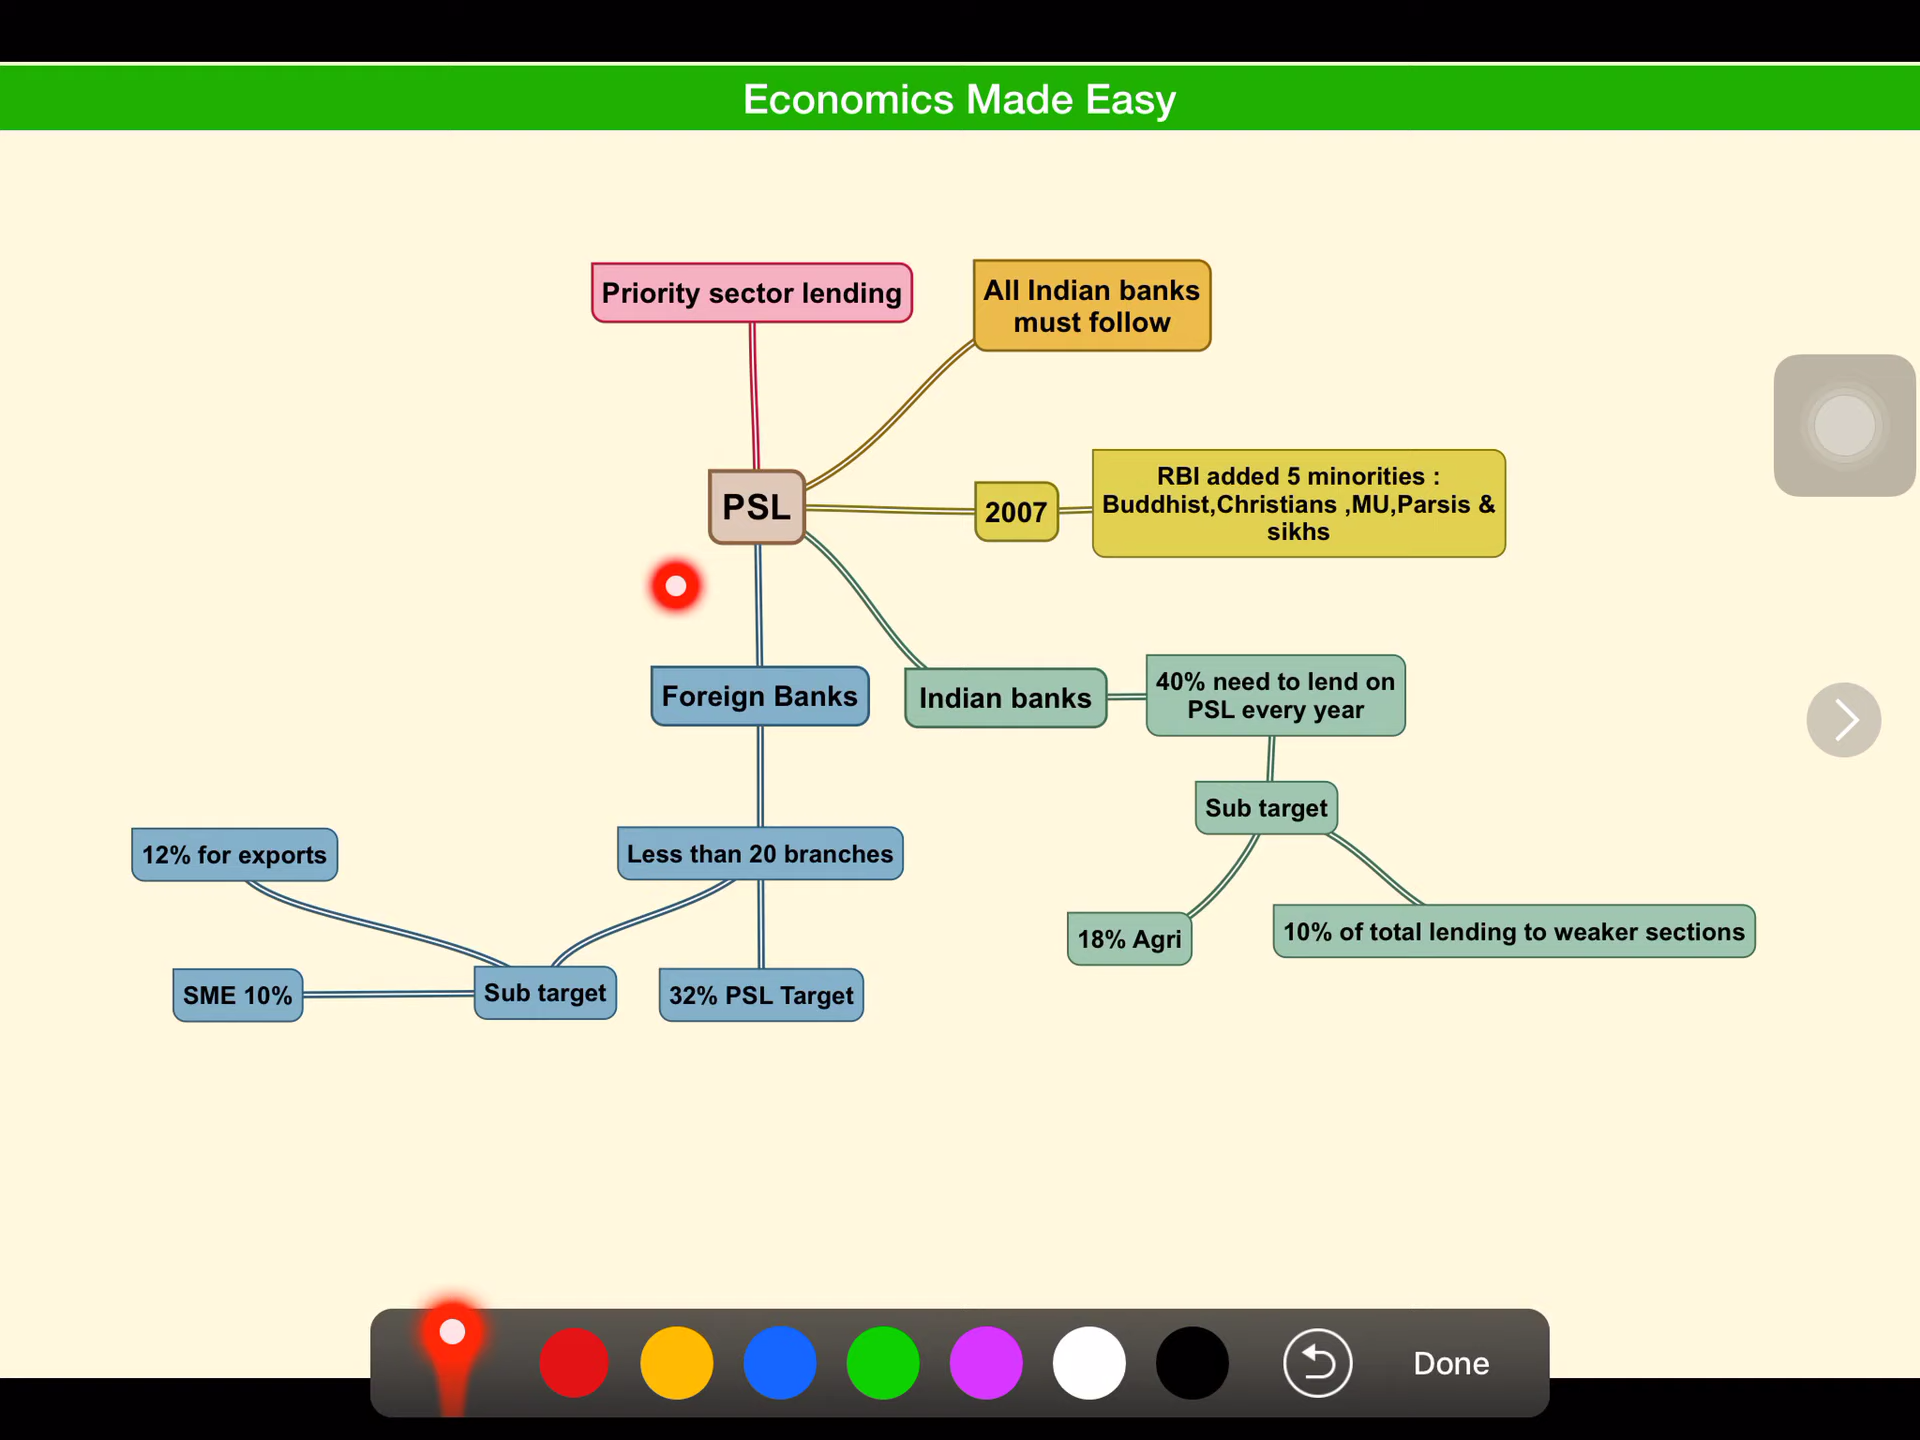 Economics Made Easy
Priority sector lending
All Indian banks
must follow
PSL
2007
RBI added 5 minorities :
Buddhist,Christians ,MU,Parsis &
sikhs
Foreign Banks
Indian banks
40% need to lend on
PSL every year
Sub target
12% for exports
Less than 20 branches
18% Agri
10% of total lending to weaker sections
SME 10%
Sub target
32% PSL Target
Done